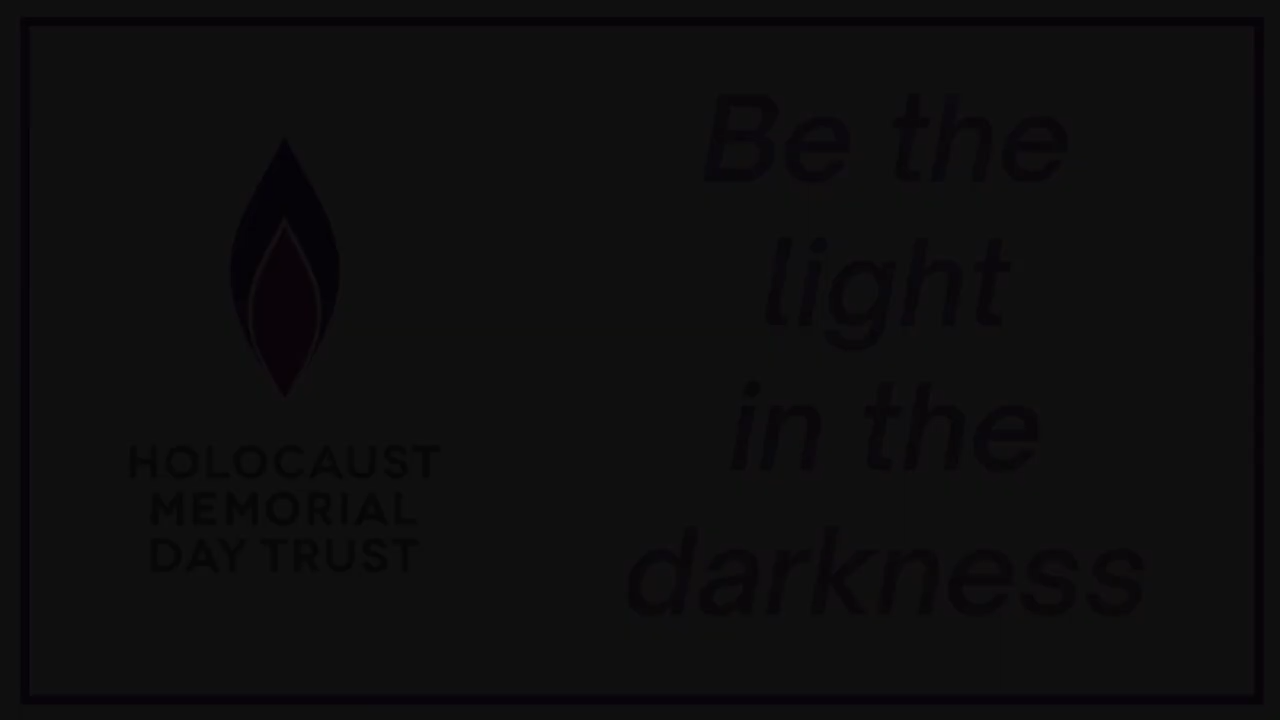 HOLOCAUST
MEMORIAL
DAY TRUST
Be the
light
in the
darkness